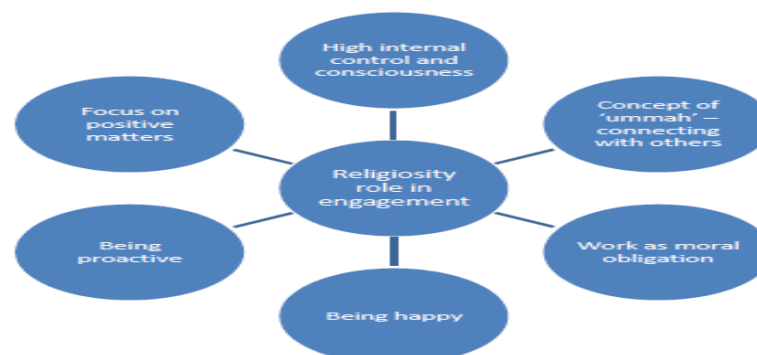 High internal
control and
consciousness
Focus on
positive
matters
Concept of
‘ummah’ –
connecting
with others
Religiosity
role in
engagement
Being
proactive
Work as moral
obligation
Being happy